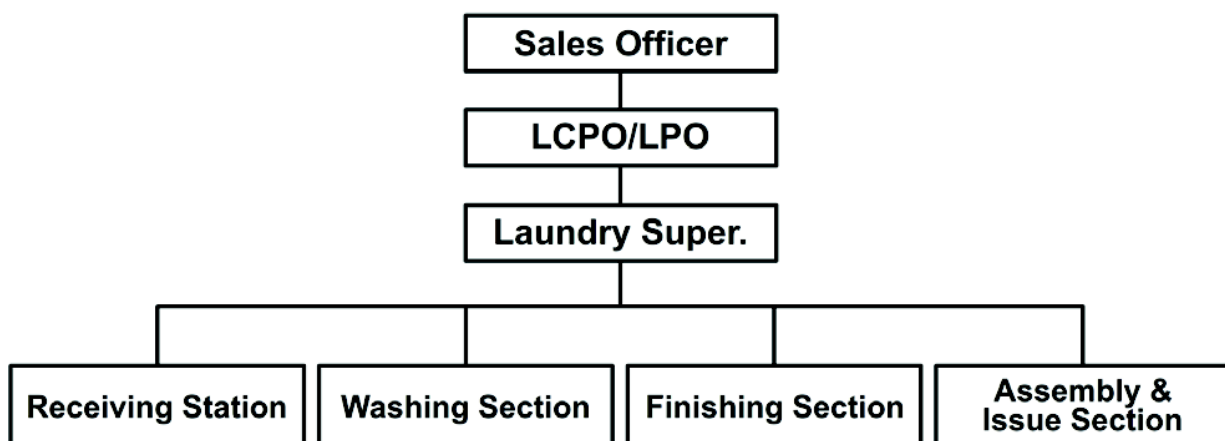 Sales Officer
LCPO/LPO
Laundry Super.
Receiving Station
Washing Section
Finishing Section
Assembly &
Issue Section